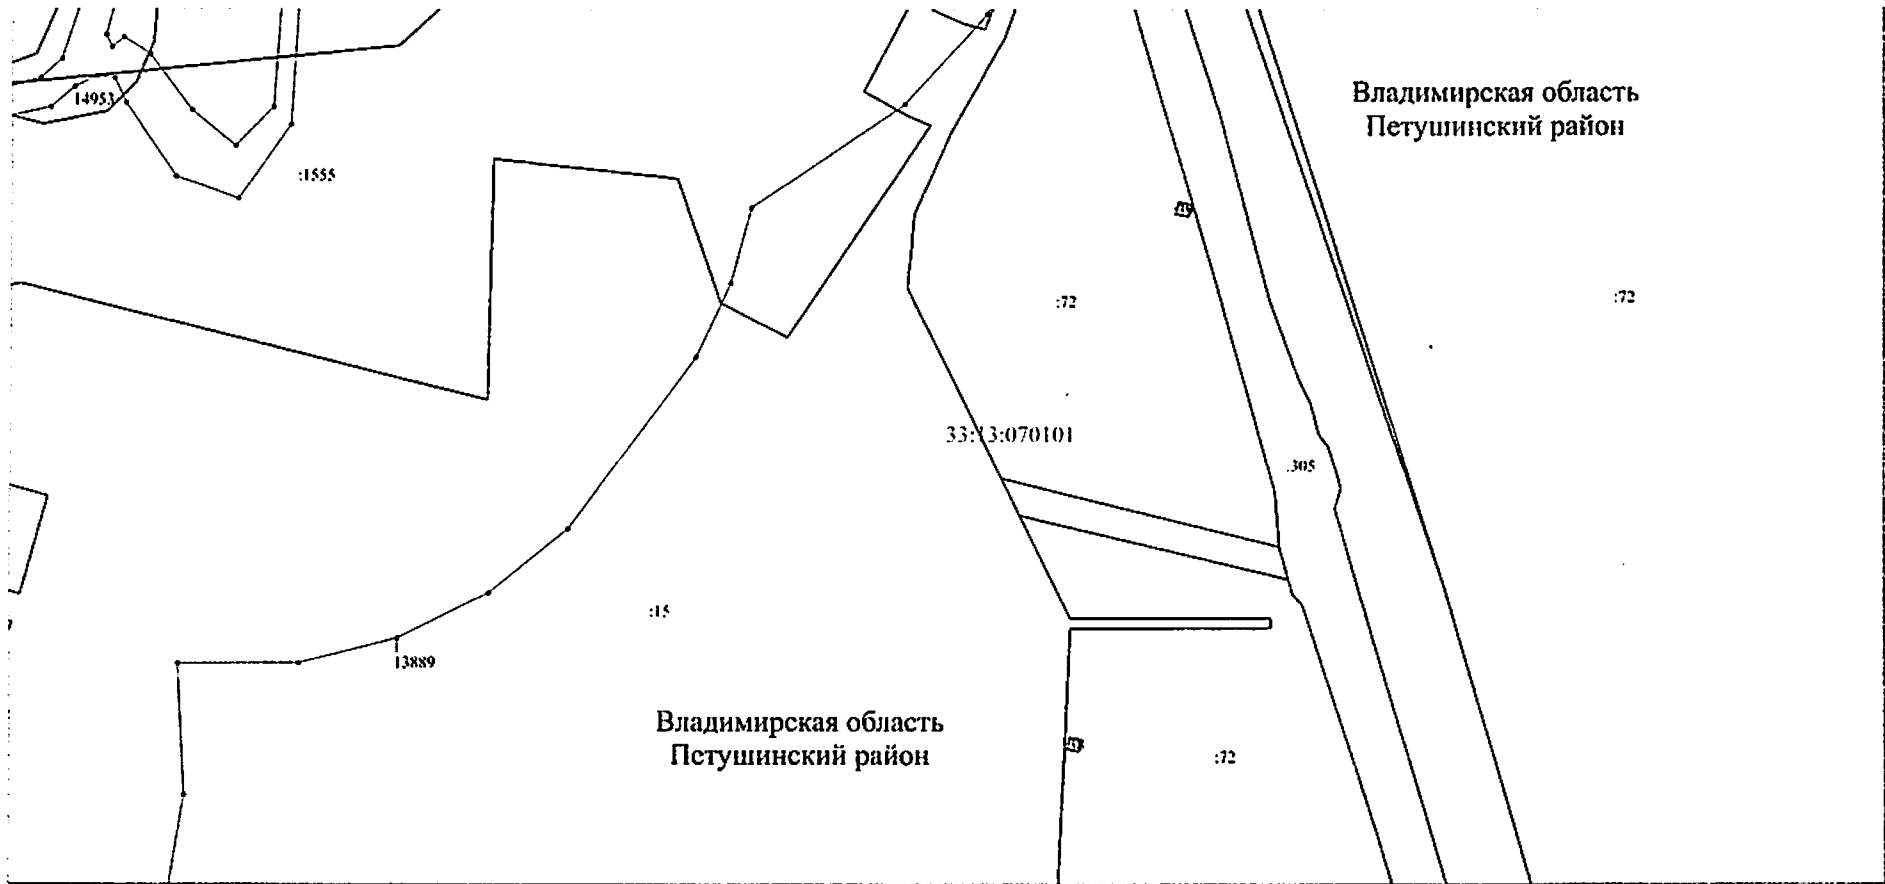 Владимирская область
Петушинский район
14953
:1555
:72
:72
33:13:070101
.305
:15
13889
Владимирская область
Петушинский район
:72